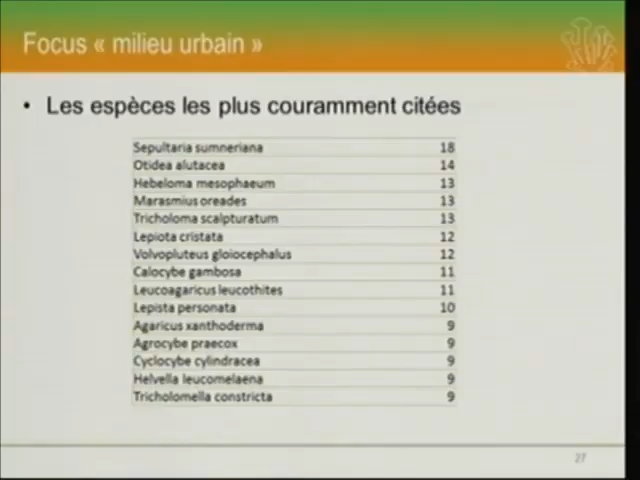 Focus « milieu urbain »
• Les espèces les plus couramment citées
Sepultaria sumneriana 18
Otidea alutacea 14
Hebeloma mesophaeum 13
Marasmius oreades 13
Tricholoma scalpturatum 13
Lepiota cristata 12
Volvopluteus gloiocephalus 12
Calocybe gambosa 11
Leucoagaricus leucothites 11
Lepista personata 10
Agaricus xanthoderma 9
Agrocybe praecox 9
Cyclocybe cylindracea 9
Helvella leucomelaena 9
Tricholomella constricta 9
27